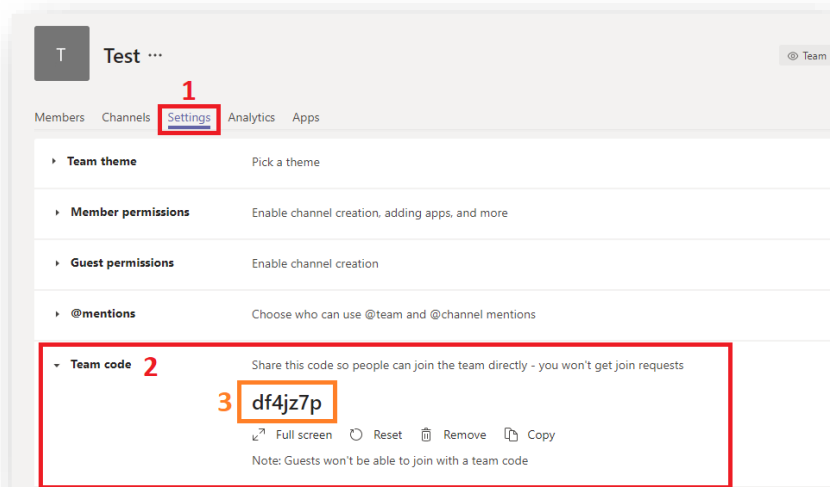 T
Test ...
Team
1
Members Channels Settings Analytics Apps
Team theme Pick a theme
Member permissions Enable channel creation, adding apps, and more
Guest permissions Enable channel creation
@mentions Choose who can use @team and @channel mentions
Team code 2 Share this code so people can join the team directly - you won't get join requests
3 df4jz7p
Full screen Reset Remove Copy
Note: Guests won't be able to join with a team code